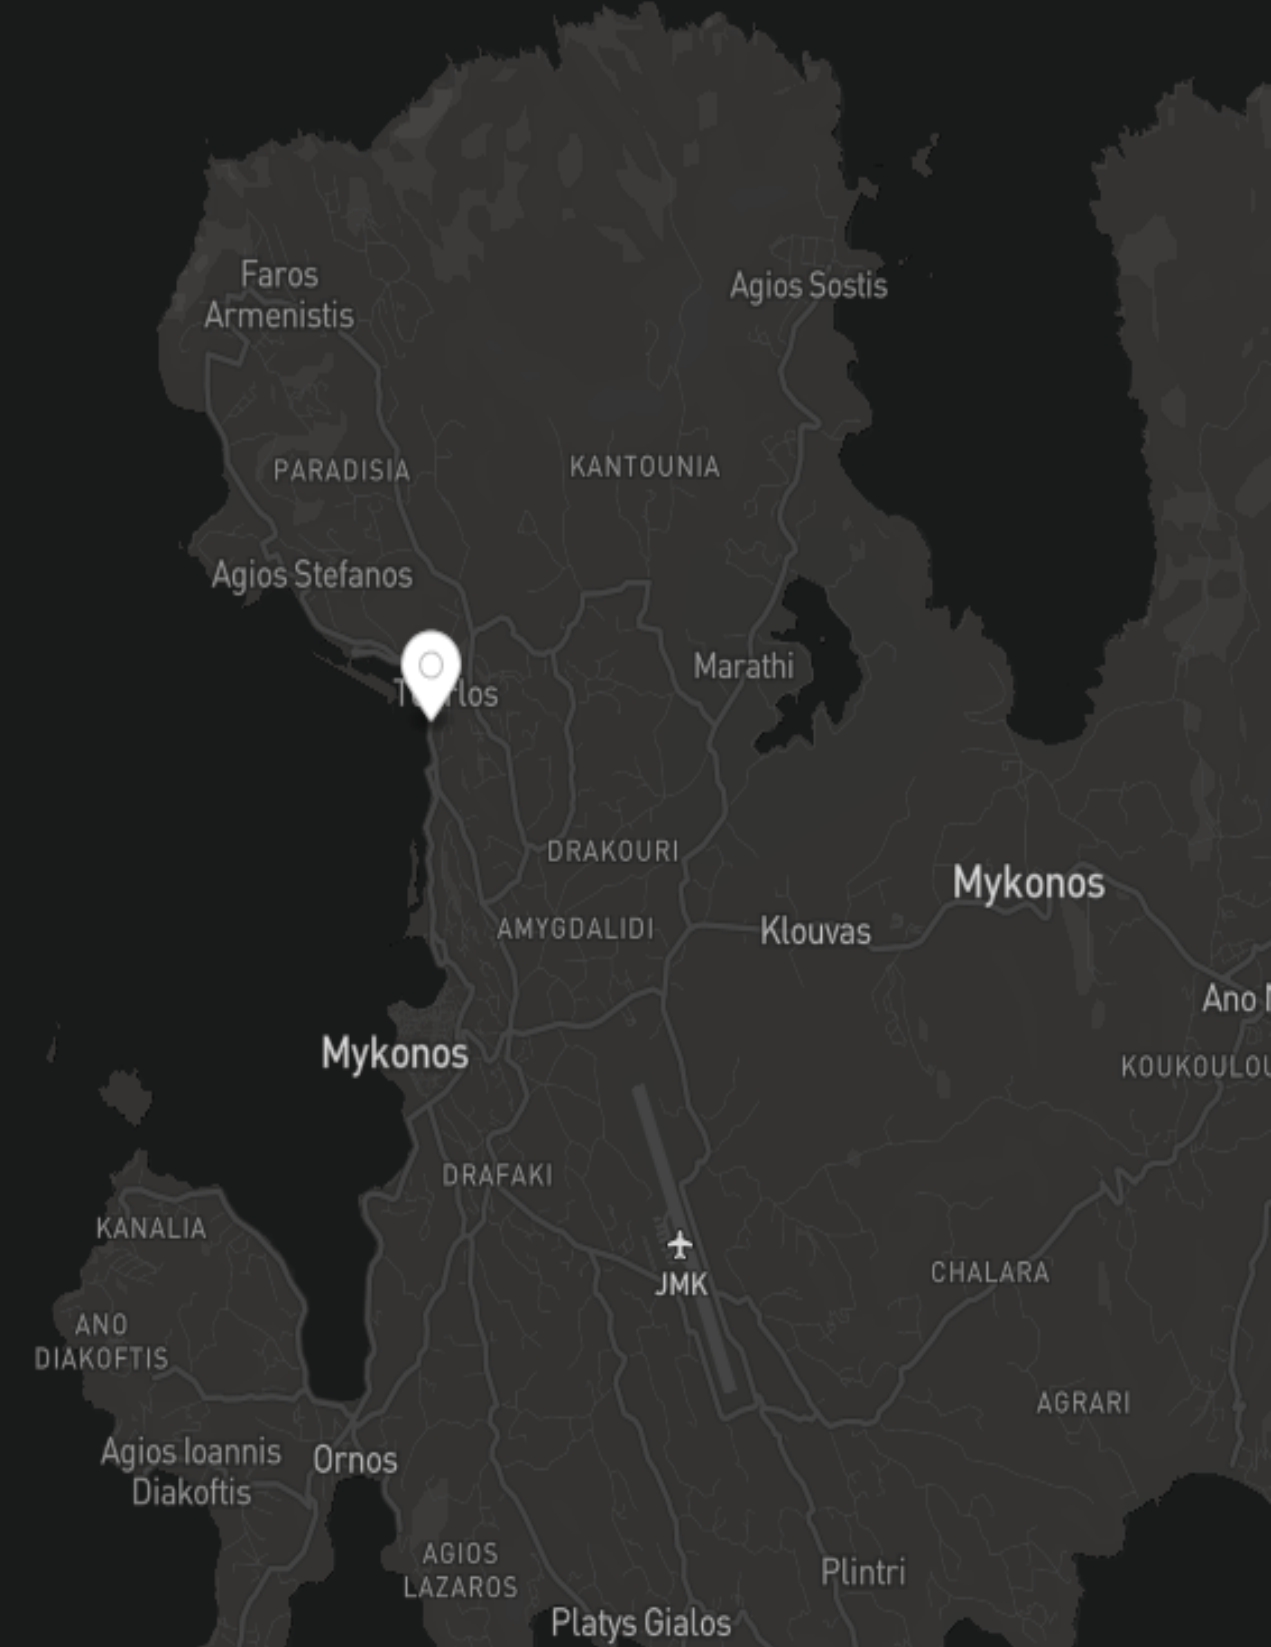 Faros
Armenistis
Agios Sostis
PARADISIA
KANTOUNIA
Agios Stefanos
Marathi
DRAKOURI
Mykonos
AMYGDALIDI
Klouvas
Ano
Mykonos
KOUKOULOU
DRAFAKI
KANALIA
JMK
CHALARA
ANO
DIAKOFTIS
AGRARI
Agios Ioannis
Diakoftis
Ornos
AGIOS
LAZAROS
Plintri
Platys Gialos